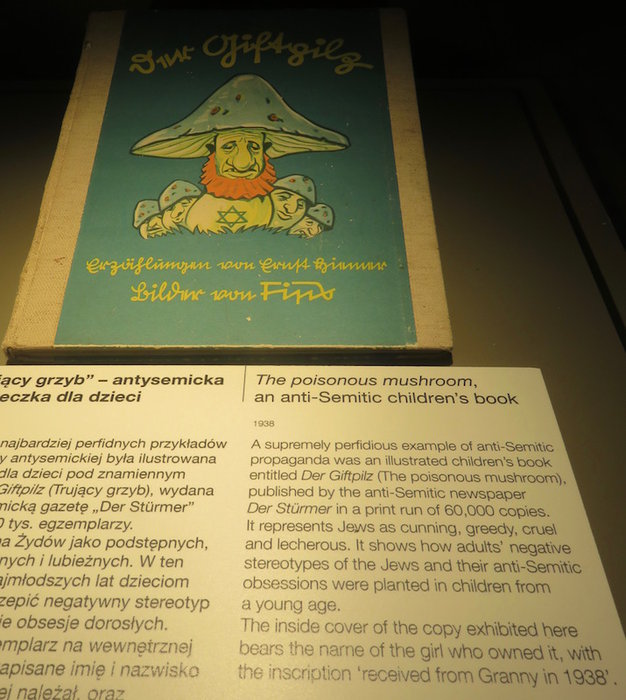 Der Giftpilz
Erzählungen von Ernst Hiemer
Bilder von Fips
ący grzyb” – antysemicka
eczka dla dzieci
najbardziej perfidnych przykładów
y antysemickiej była ilustrowana
dla dzieci pod znamiennym
Giftpilz (Trujący grzyb), wydana
micką gazetę „Der Stürmer”
0 tys. egzemplarzy.
na Żydów jako podstępnych,
nych i lubieżnych. W ten
ajmłodszych lat dzieciom
zepić negatywny stereotyp
ie obsesje dorosłych.
emplarz na wewnętrznej
apisane imię i nazwisko
ej należał, oraz
The poisonous mushroom,
an anti-Semitic children’s book
1938
A supremely perfidious example of anti-Semitic
propaganda was an illustrated children’s book
entitled Der Giftpilz (The poisonous mushroom),
published by the anti-Semitic newspaper
Der Stürmer in a print run of 60,000 copies.
It represents Jews as cunning, greedy, cruel
and lecherous. It shows how adults’ negative
stereotypes of the Jews and their anti-Semitic
obsessions were planted in children from
a young age.
The inside cover of the copy exhibited here
bears the name of the girl who owned it, with
the inscription ‘received from Granny in 1938’.